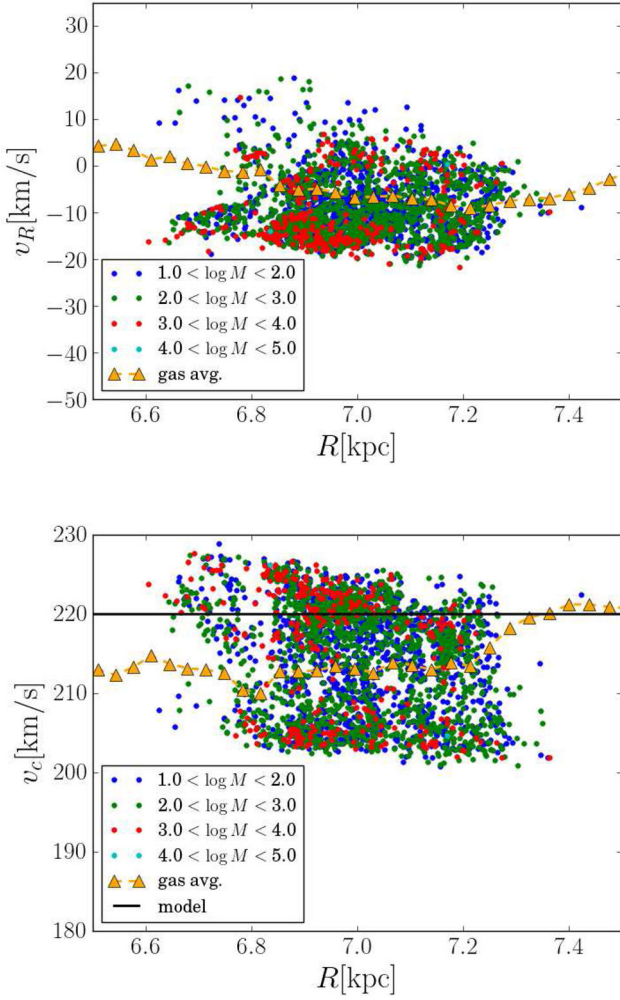 30
20
10
0
−10
−20
−30
−40
−50
v_R[km/s]
1.0 < log M < 2.0
2.0 < log M < 3.0
3.0 < log M < 4.0
4.0 < log M < 5.0
gas avg.
6.6 6.8 7.0 7.2 7.4
R[kpc]
230
220
210
200
190
180
v_c[km/s]
1.0 < log M < 2.0
2.0 < log M < 3.0
3.0 < log M < 4.0
4.0 < log M < 5.0
gas avg.
model
6.6 6.8 7.0 7.2 7.4
R[kpc]